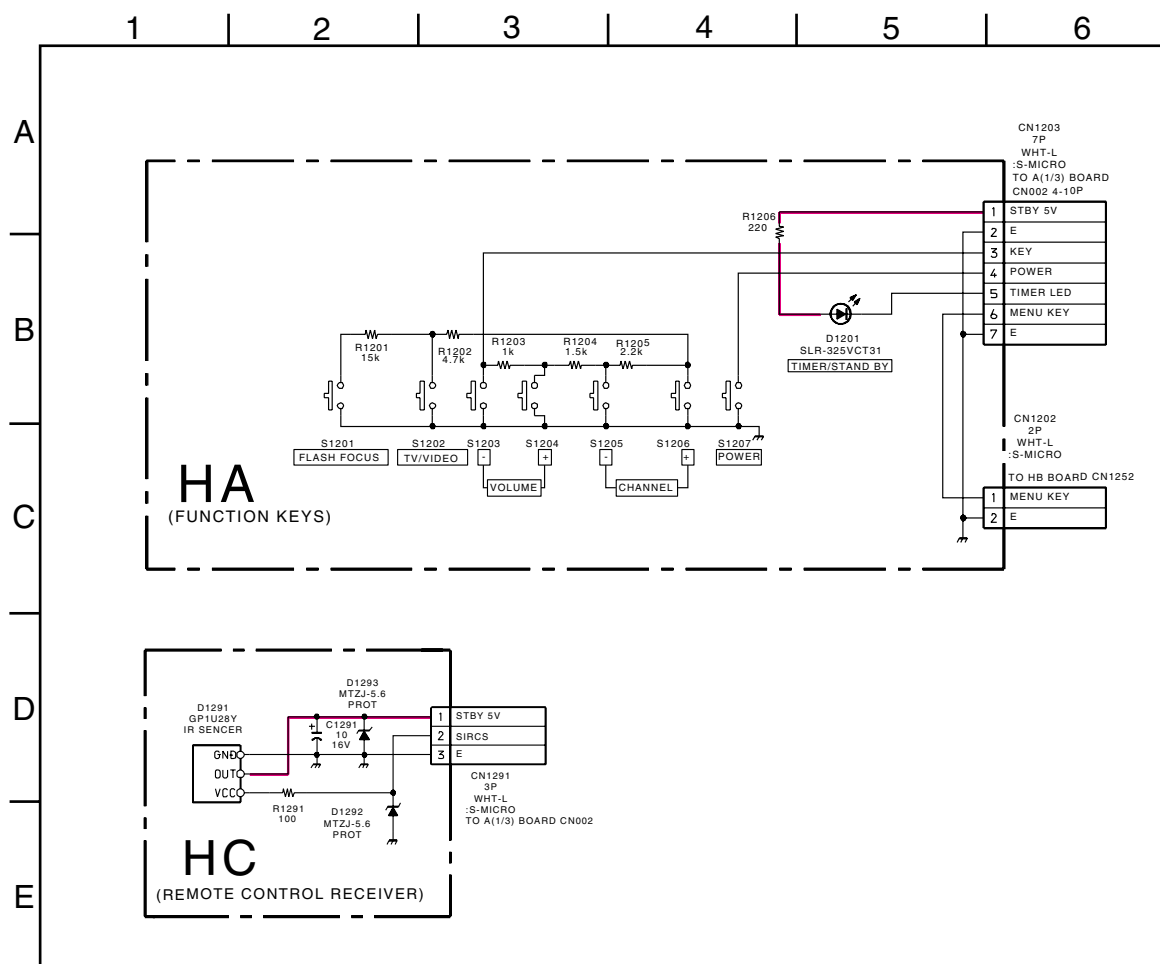 1 2 3 4 5 6
A
B
C
D
E
CN1203
7P
WHT-L
:S-MICRO
TO A(1/3) BOARD
CN002 4-10P
1 STBY 5V
2 E
3 KEY
4 POWER
5 TIMER LED
6 MENU KEY
7 E
R1206
220
D1201
SLR-325VCT31
TIMER/STAND BY
R1201
15k
R1202
4.7k
R1203
1k
R1204
1.5k
R1205
2.2k
S1201
FLASH FOCUS
S1202
TV/VIDEO
S1203
-
S1204
+
VOLUME
S1205
-
S1206
+
CHANNEL
S1207
POWER
HA
(FUNCTION KEYS)
CN1202
2P
WHT-L
:S-MICRO
TO HB BOARD CN1252
1 MENU KEY
2 E
D1291
GP1U28Y
IR SENCER
GND
OUT
VCC
+
C1291
10
16V
D1293
MTZJ-5.6
PROT
1 STBY 5V
2 SIRCS
3 E
CN1291
3P
WHT-L
:S-MICRO
TO A(1/3) BOARD CN002
R1291
100
D1292
MTZJ-5.6
PROT
HC
(REMOTE CONTROL RECEIVER)